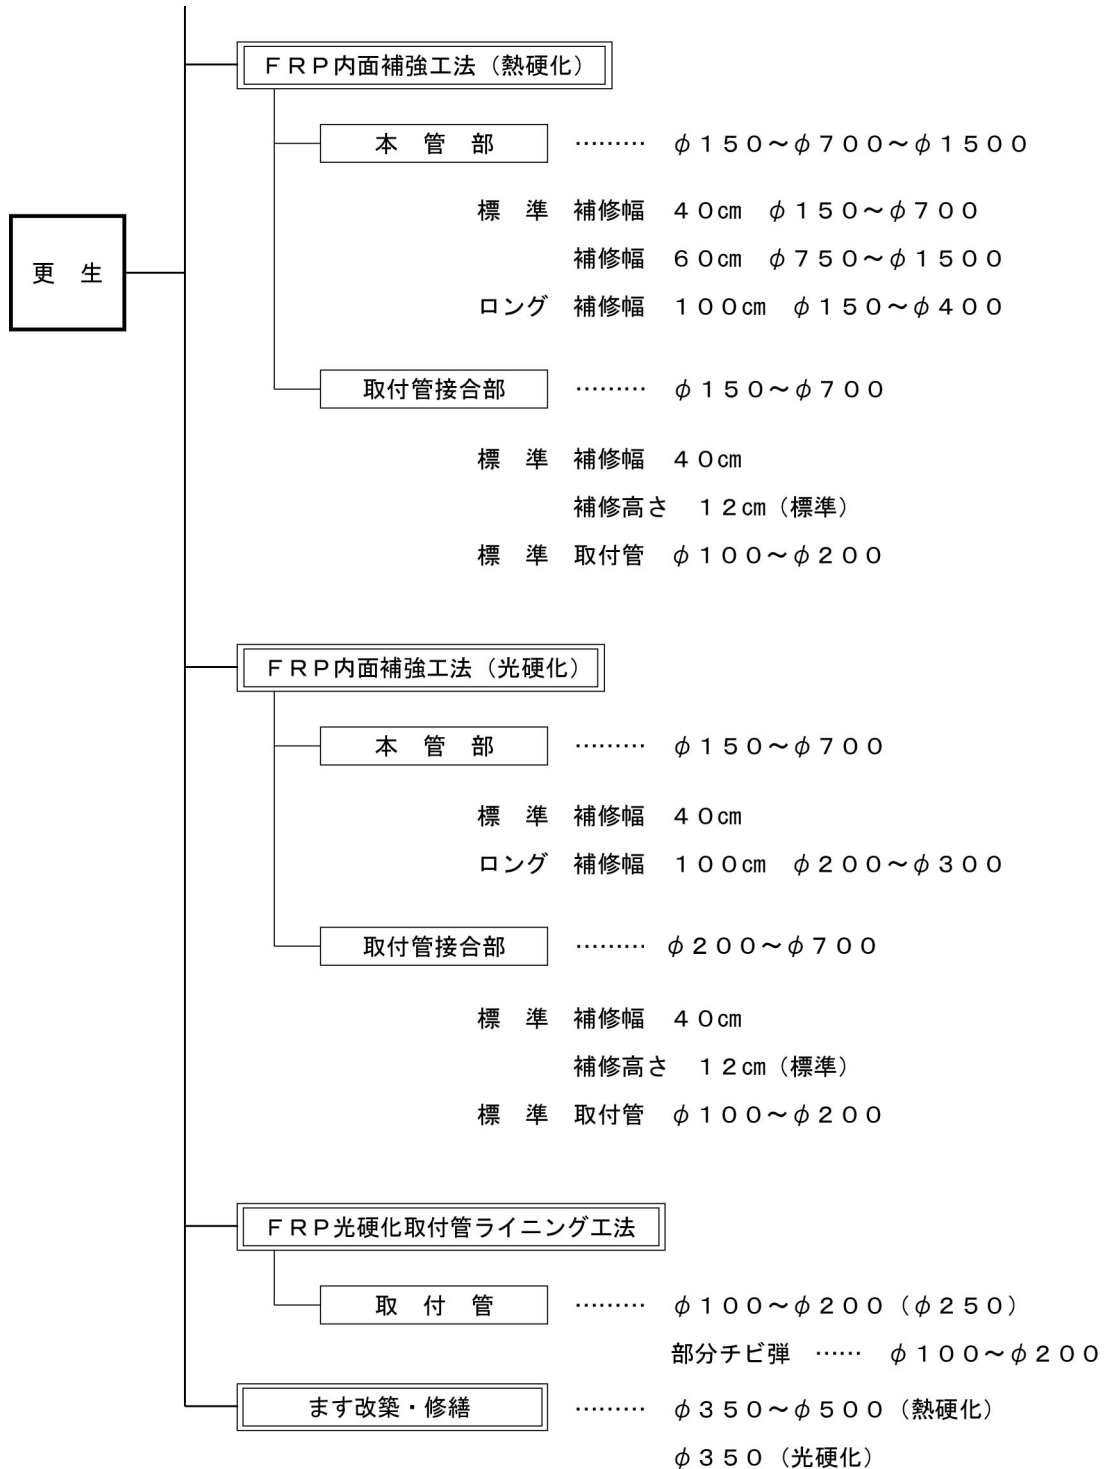 ＦＲＰ内面補強工法（熱硬化）
本　管　部　………　φ１５０～φ７００～φ１５００
標　準　補修幅　４０㎝　φ１５０～φ７００
補修幅　６０㎝　φ７５０～φ１５００
更　生
ロング　補修幅　１００㎝　φ１５０～φ４００
取付管接合部　………　φ１５０～φ７００
標　準　補修幅　４０㎝
補修高さ　１２㎝（標準）
標　準　取付管　φ１００～φ２００
ＦＲＰ内面補強工法（光硬化）
本　管　部　………　φ１５０～φ７００
標　準　補修幅　４０㎝
ロング　補修幅　１００㎝　φ２００～φ３００
取付管接合部　………　φ２００～φ７００
標　準　補修幅　４０㎝
補修高さ　１２㎝（標準）
標　準　取付管　φ１００～φ２００
ＦＲＰ光硬化取付管ライニング工法
取　付　管　………　φ１００～φ２００（φ２５０）
部分チビ弾　……　φ１００～φ２００
ます改築・修繕　………　φ３５０～φ５００（熱硬化）
φ３５０（光硬化）